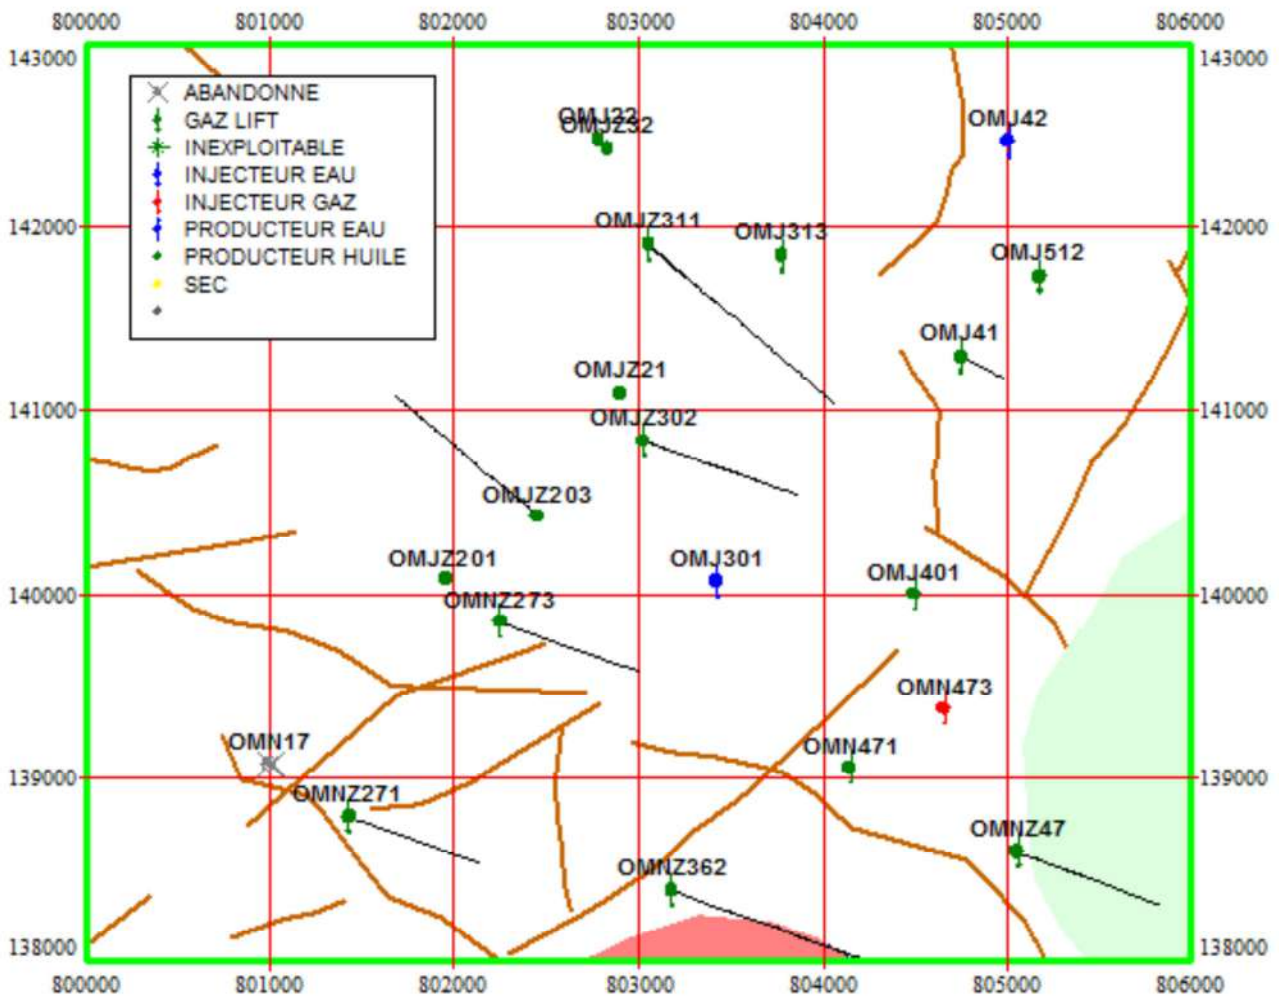 800000 801000 802000 803000 804000 805000 806000
143000 143000
ABANDONNE
GAZ LIFT
INEXPLOITABLE
INJECTEUR EAU
INJECTEUR GAZ
PRODUCTEUR EAU
PRODUCTEUR HUILE
SEC
OMJZ32
OMJ42
142000 142000
OMJZ311
OMJ313
OMJ512
OMJ41
OMJZ21
141000 141000
OMJZ302
OMJZ203
OMJZ201
OMJ301
OMJ401
140000 140000
OMNZ273
OMN473
OMN17
OMN471
139000 139000
OMNZ271
OMNZ47
OMNZ362
138000 138000
800000 801000 802000 803000 804000 805000 806000